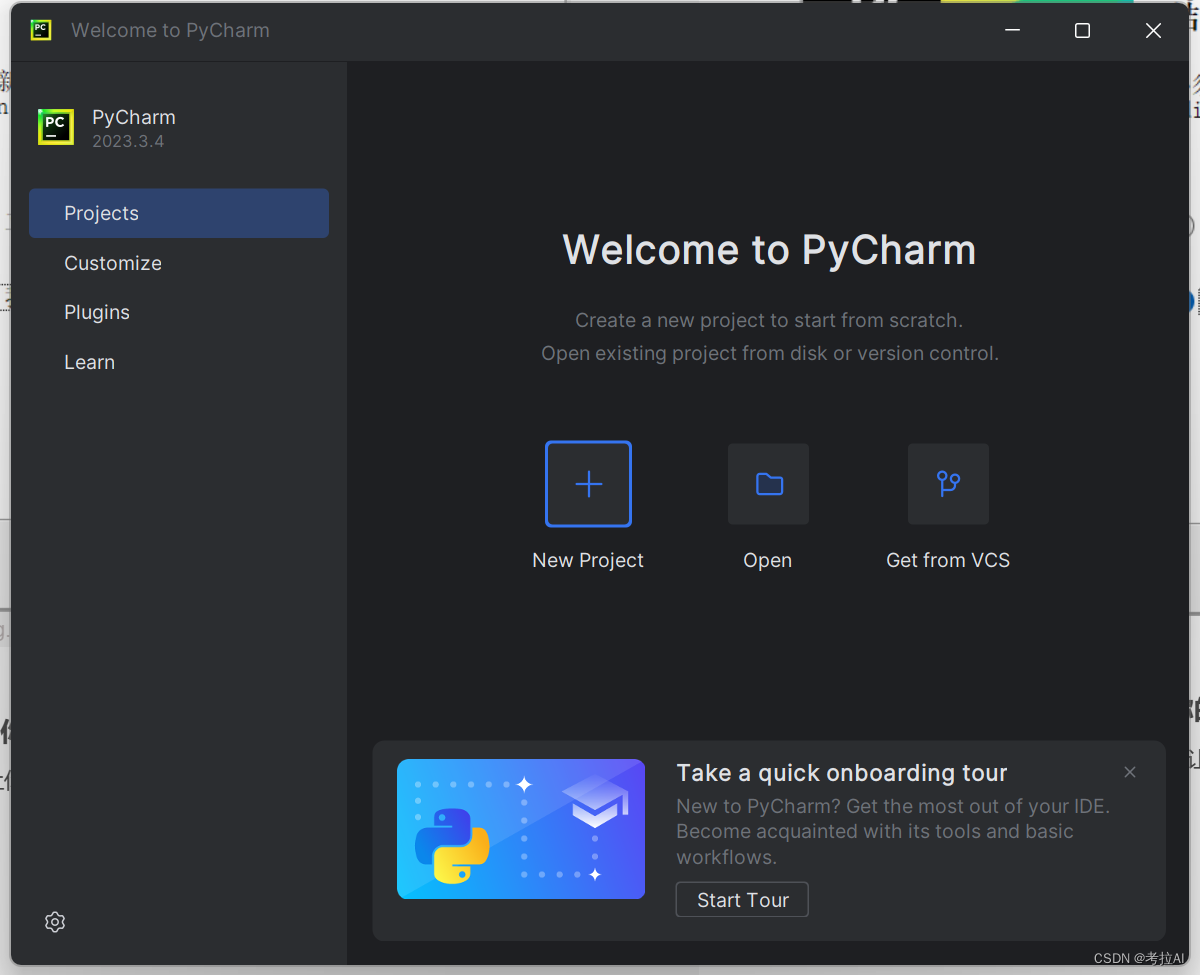 PC
Welcome to PyCharm
PC
PyCharm
2023.3.4
Projects
Customize
Plugins
Learn
Welcome to PyCharm
Create a new project to start from scratch.
Open existing project from disk or version control.
New Project
Open
Get from VCS
Take a quick onboarding tour
New to PyCharm? Get the most out of your IDE.
Become acquainted with its tools and basic
workflows.
Start Tour
CSDN @考拉AI